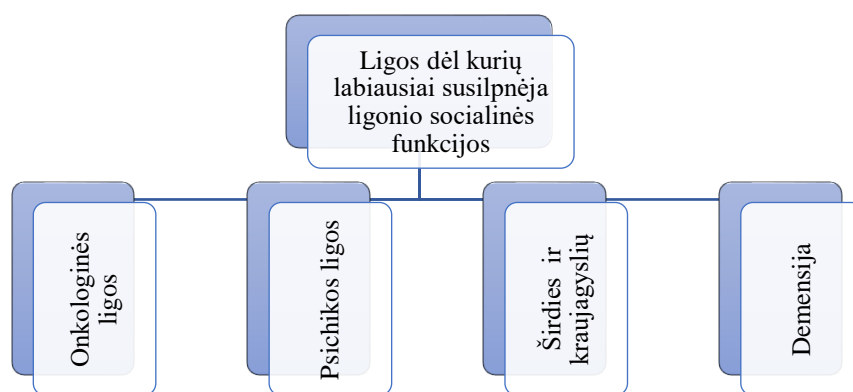 Ligos dėl kurių
labiausiai susilpnėja
ligonio socialinės
funkcijos
Onkologinės
ligos
Psichikos ligos
Širdies ir
kraujagyslių
Demensija